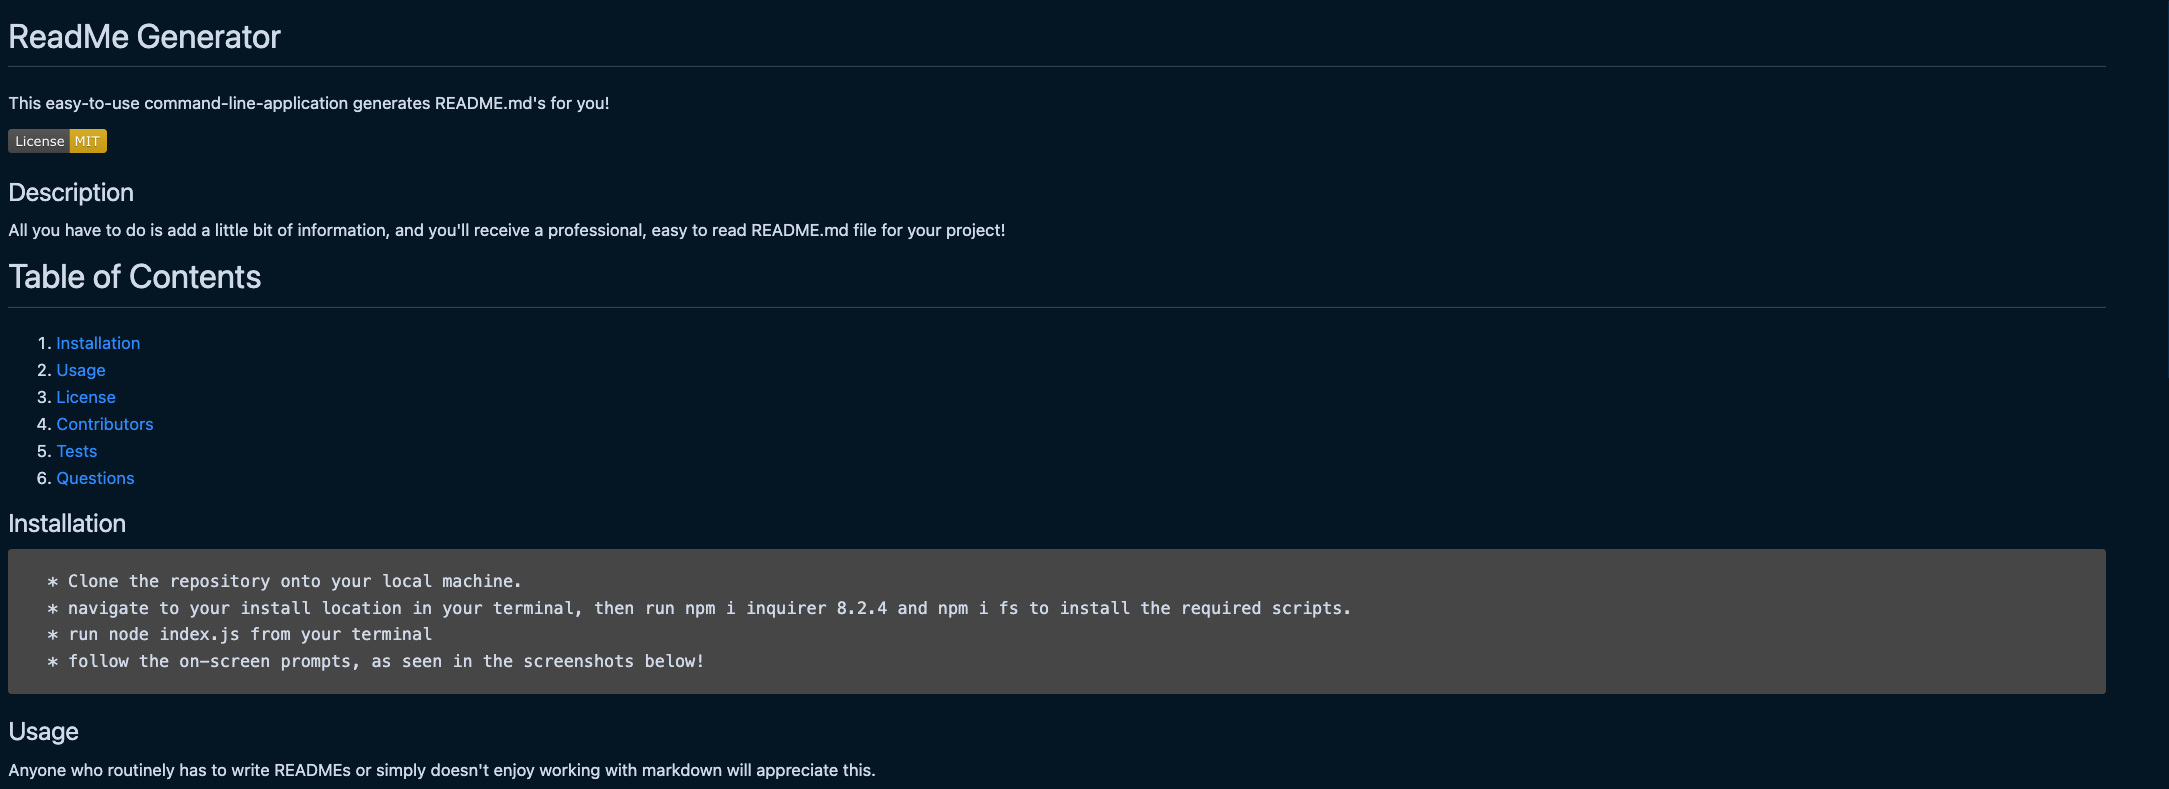 ReadMe Generator
This easy-to-use command-line-application generates README.md's for you!
License MIT
Description
All you have to do is add a little bit of information, and you'll receive a professional, easy to read README.md file for your project!
Table of Contents
1. Installation
2. Usage
3. License
4. Contributors
5. Tests
6. Questions
Installation
* Clone the repository onto your local machine.
* navigate to your install location in your terminal, then run npm i inquirer 8.2.4 and npm i fs to install the required scripts.
* run node index.js from your terminal
* follow the on-screen prompts, as seen in the screenshots below!
Usage
Anyone who routinely has to write READMEs or simply doesn't enjoy working with markdown will appreciate this.